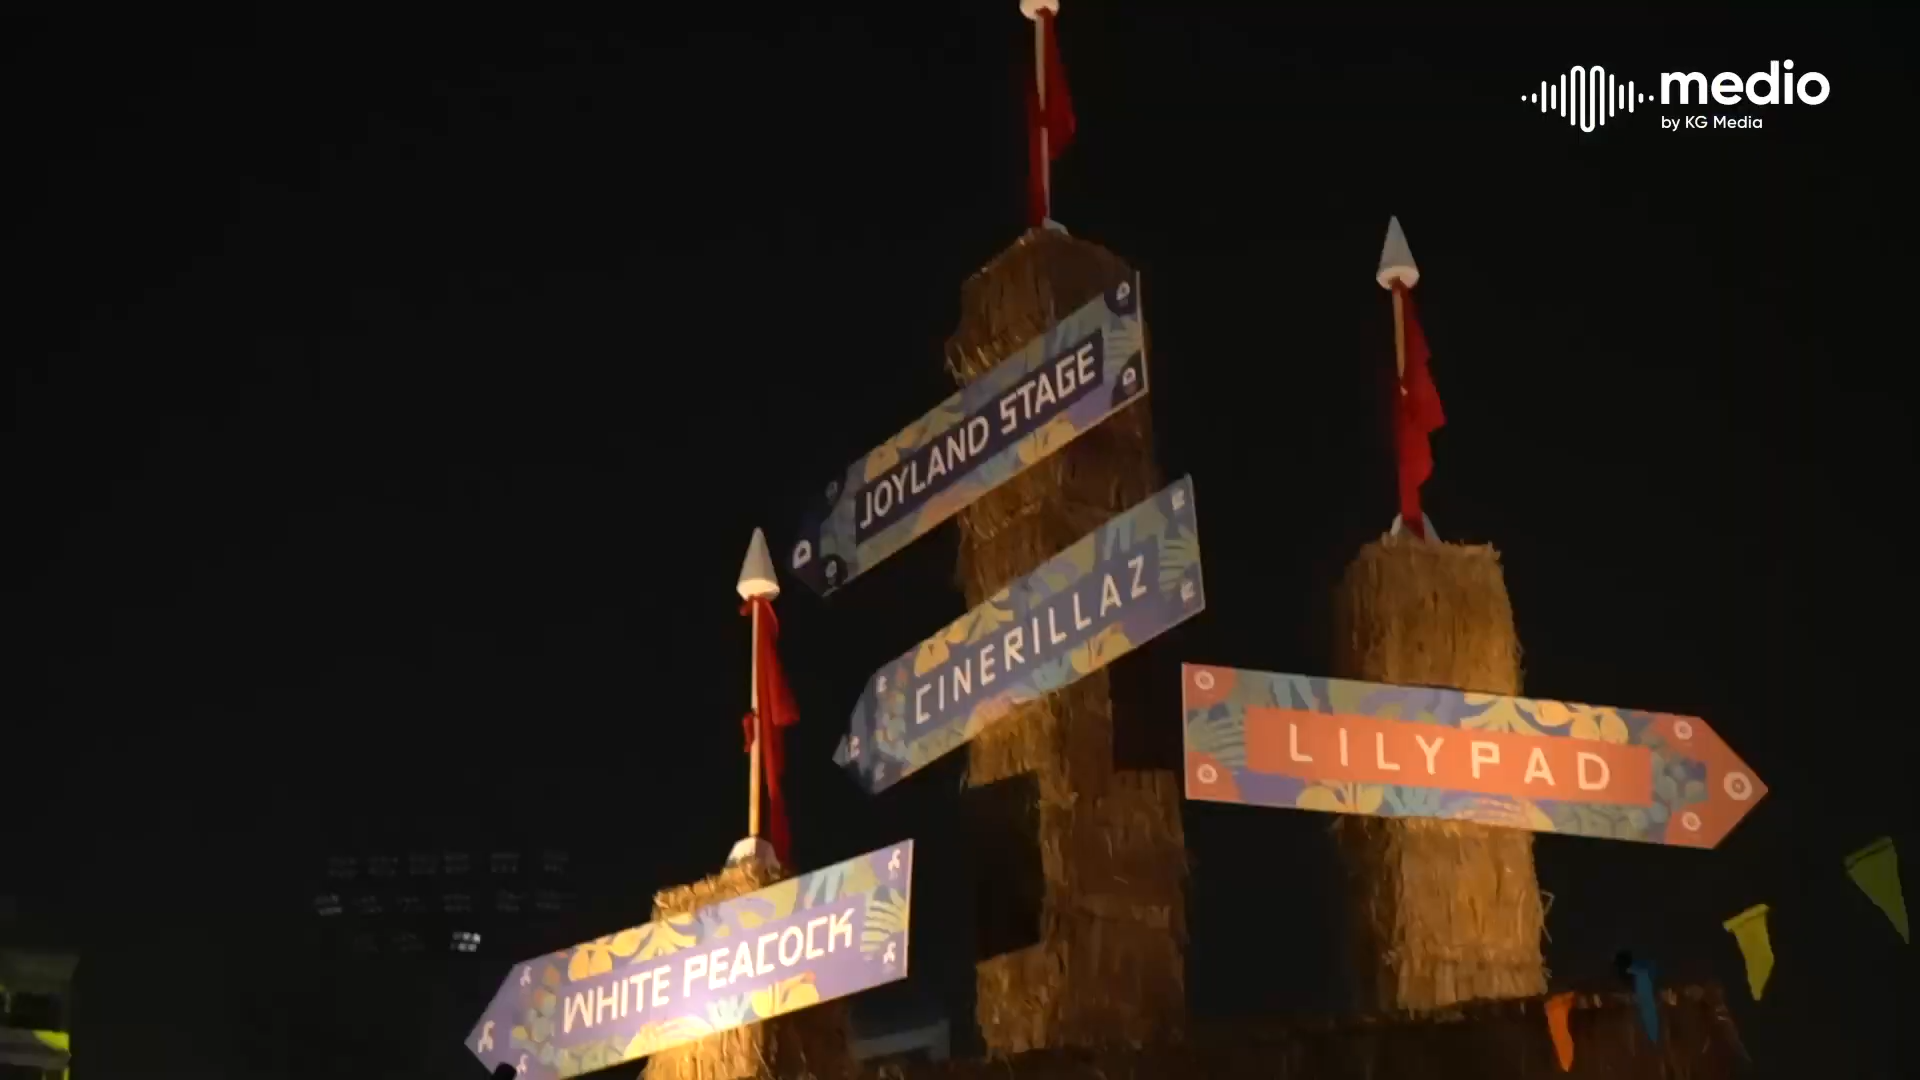 medio
by KG Media
JOYLAND STAGE
CINERILLAZ
LILYPAD
WHITE PEACOCK